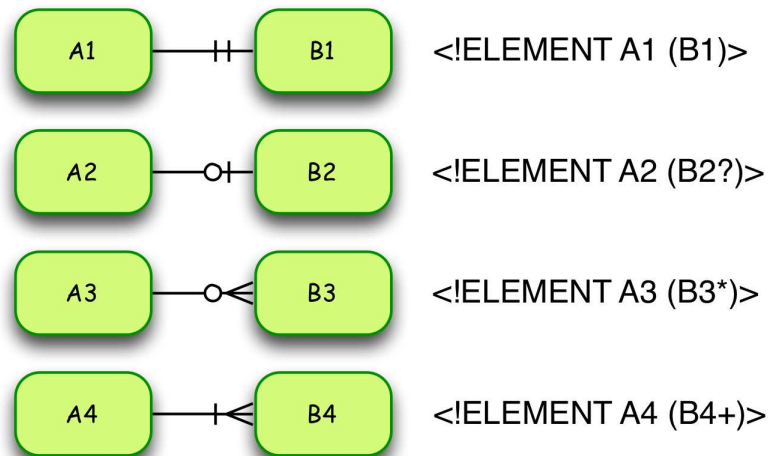 A1 B1 <!ELEMENT A1 (B1)>
A2 B2 <!ELEMENT A2 (B2?)>
A3 B3 <!ELEMENT A3 (B3*)>
A4 B4 <!ELEMENT A4 (B4+)>